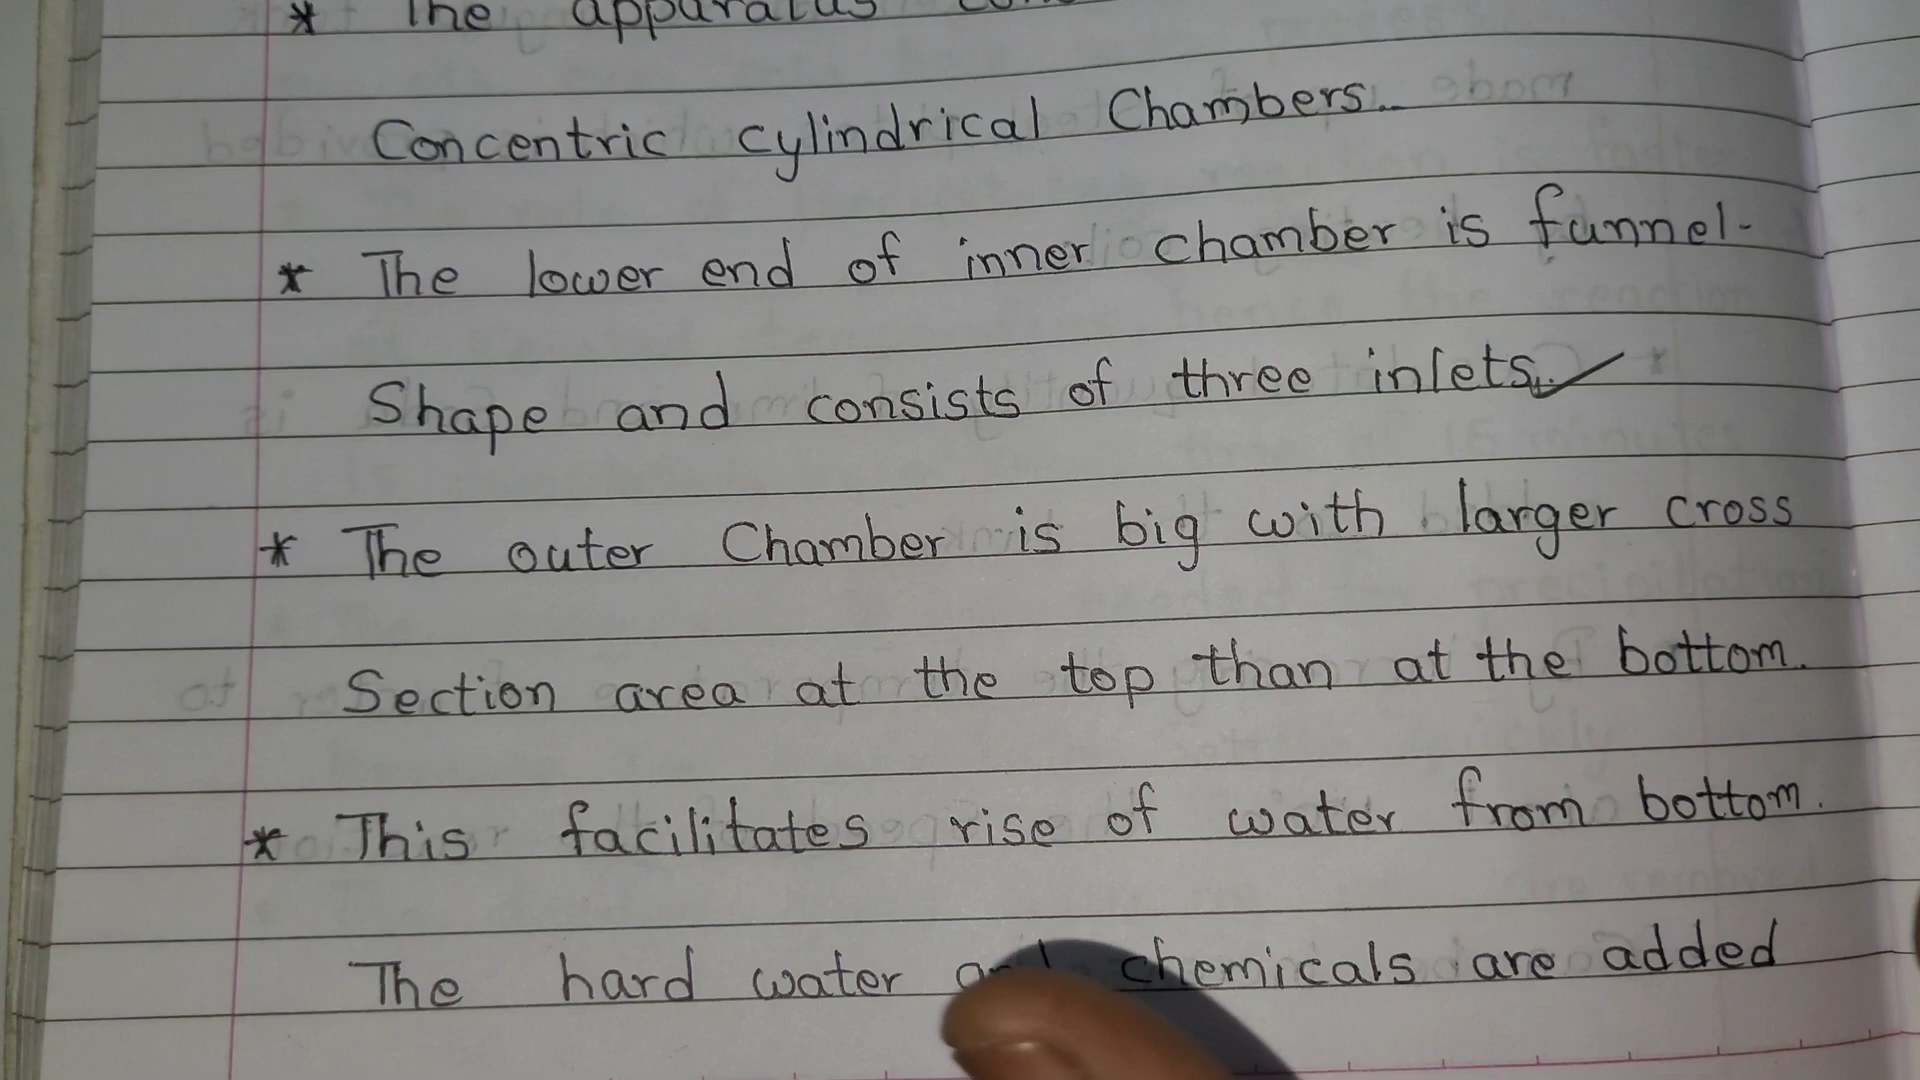 * The apparatus
Concentric cylindrical Chambers.
* The lower end of inner chamber is funnel-
Shape and consists of three inlets.
* The outer Chamber is big with larger cross
Section area at the top than at the bottom.
* This facilitates rise of water from bottom.
The hard water chemicals are added